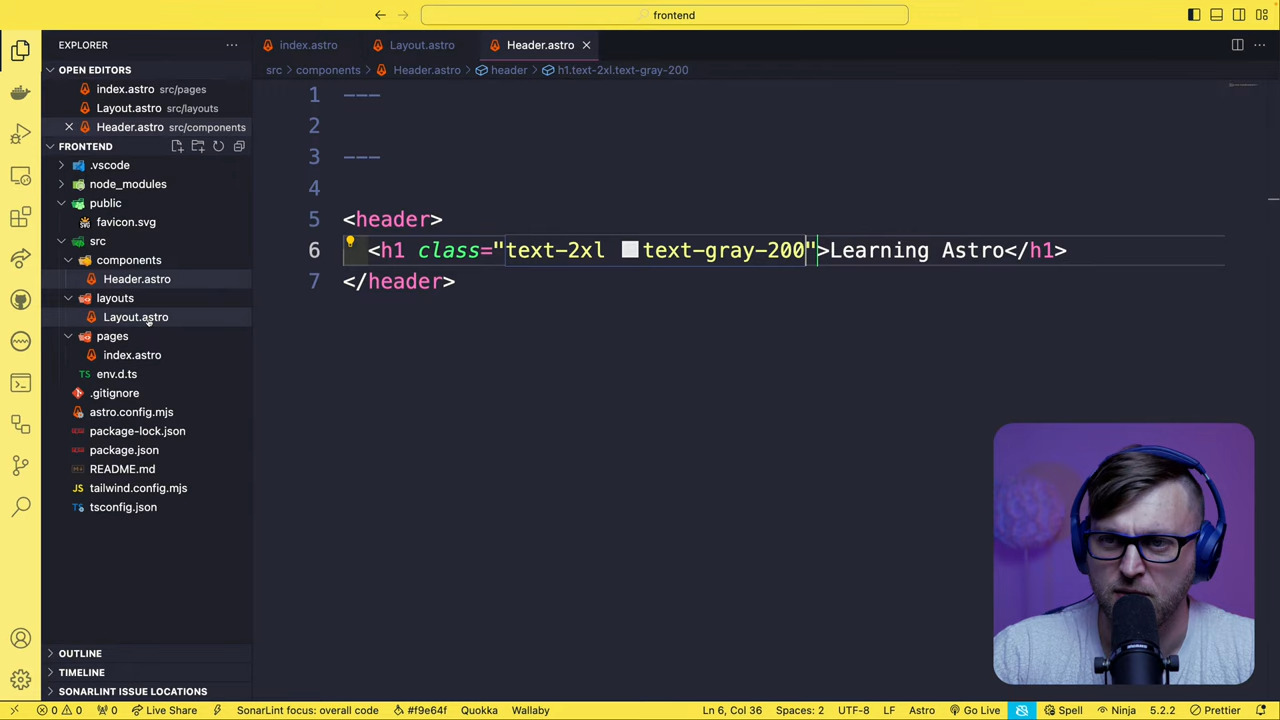 frontend
EXPLORER
index.astro
Layout.astro
Header.astro
OPEN EDITORS
src
components
Header.astro
header
h1.text-2xl.text-gray-200
index.astro src/pages
Layout.astro src/layouts
Header.astro src/components
FRONTEND
.vscode
node_modules
public
favicon.svg
src
components
Header.astro
layouts
Layout.astro
pages
index.astro
TS env.d.ts
.gitignore
astro.config.mjs
package-lock.json
package.json
README.md
JS tailwind.config.mjs
tsconfig.json
1 ---
2
3 ---
4
5 <header>
6 <h1 class="text-2xl text-gray-200">Learning Astro</h1>
7 </header>
OUTLINE
TIMELINE
SONARLINT ISSUE LOCATIONS
0 0 0 Live Share SonarLint focus: overall code #f9e64f Quokka Wallaby Ln 6, Col 36 Spaces: 2 UTF-8 LF Astro Go Live Spell Ninja 5.2.2 Prettier